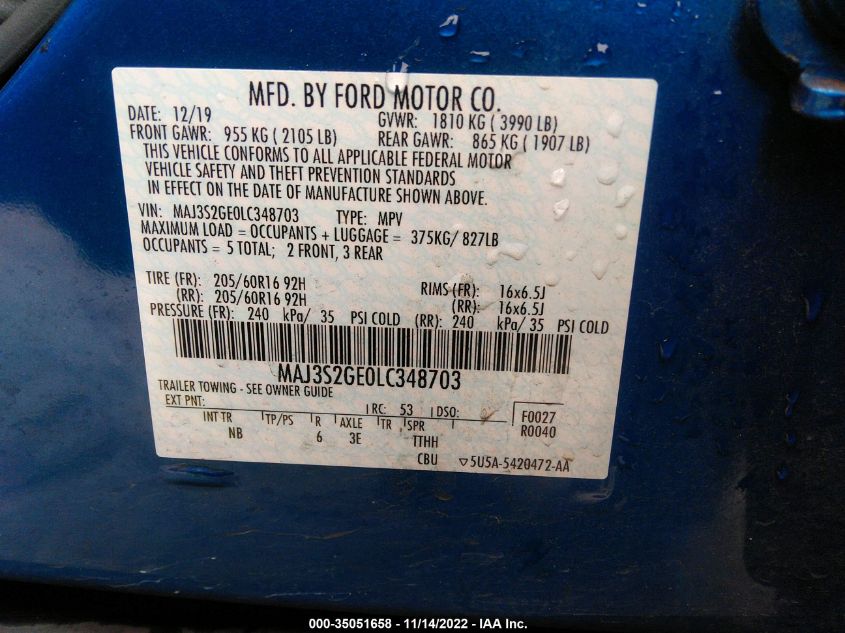 MFD. BY FORD MOTOR CO.
DATE: 12/19 GVWR: 1810 KG ( 3990 LB)
FRONT GAWR: 955 KG ( 2105 LB) REAR GAWR: 865 KG ( 1907 LB)
THIS VEHICLE CONFORMS TO ALL APPLICABLE FEDERAL MOTOR
VEHICLE SAFETY AND THEFT PREVENTION STANDARDS
IN EFFECT ON THE DATE OF MANUFACTURE SHOWN ABOVE.
VIN: MAJ3S2GE0LC348703 TYPE: MPV
MAXIMUM LOAD = OCCUPANTS + LUGGAGE = 375KG/ 827LB
OCCUPANTS = 5 TOTAL; 2 FRONT, 3 REAR
TIRE (FR): 205/60R16 92H RIMS (FR): 16x6.5J
(RR): 205/60R16 92H (RR): 16x6.5J
PRESSURE (FR): 240 kPa/ 35 PSI COLD (RR): 240 kPa/ 35 PSI COLD
MAJ3S2GE0LC348703
TRAILER TOWING - SEE OWNER GUIDE
EXT PNT: RC: 53 DSO: F0027
INT TR TP/PS R AXLE TR SPR R0040
NB 6 3E TTHH
CBU ▽5U5A-5420472-AA
000-35051658 - 11/14/2022 - IAA Inc.